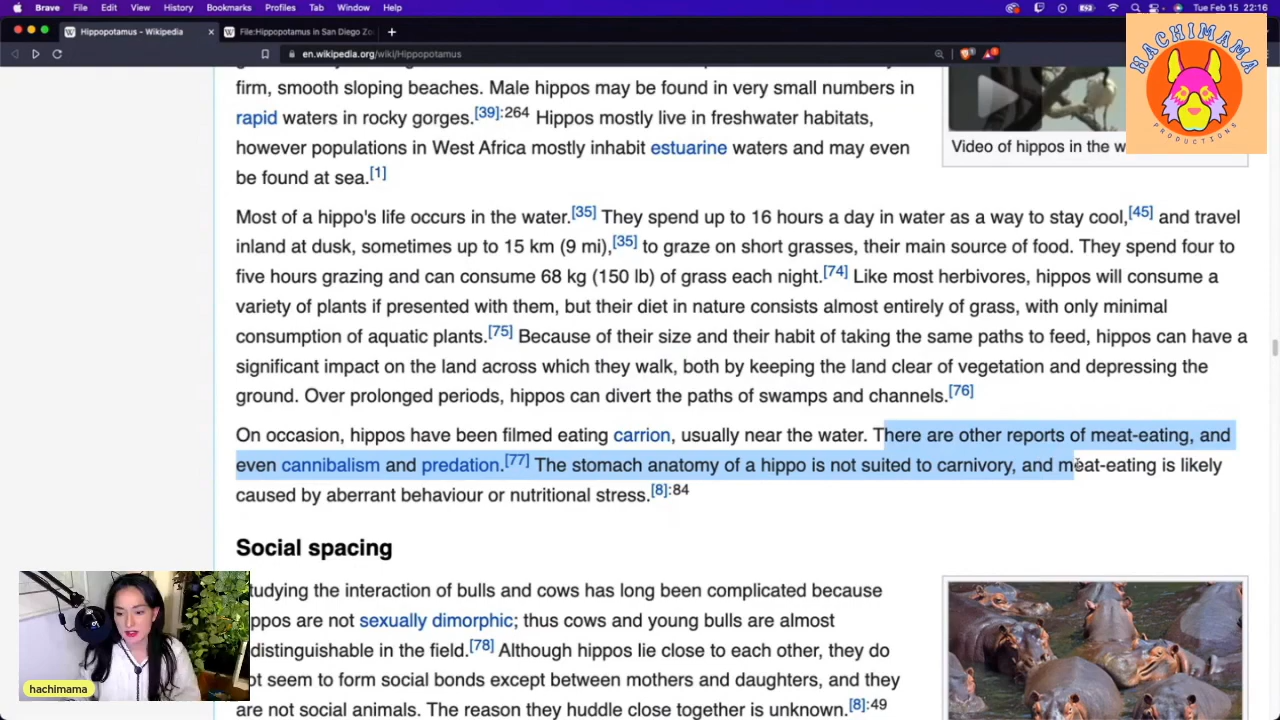 Brave File Edit View History Bookmarks Profiles Tab Window Help
Tue Feb 15 22:16
Hippopotamus - Wikipedia
File:Hippopotamus in San Diego Zo
en.wikipedia.org/wiki/Hippopotamus
HACHIMAMA
PRODUCTIONS
firm, smooth sloping beaches. Male hippos may be found in very small numbers in
rapid waters in rocky gorges.[39]:264 Hippos mostly live in freshwater habitats,
however populations in West Africa mostly inhabit estuarine waters and may even
be found at sea.[1]
Video of hippos in the w
Most of a hippo's life occurs in the water.[35] They spend up to 16 hours a day in water as a way to stay cool,[45] and travel
inland at dusk, sometimes up to 15 km (9 mi),[35] to graze on short grasses, their main source of food. They spend four to
five hours grazing and can consume 68 kg (150 lb) of grass each night.[74] Like most herbivores, hippos will consume a
variety of plants if presented with them, but their diet in nature consists almost entirely of grass, with only minimal
consumption of aquatic plants.[75] Because of their size and their habit of taking the same paths to feed, hippos can have a
significant impact on the land across which they walk, both by keeping the land clear of vegetation and depressing the
ground. Over prolonged periods, hippos can divert the paths of swamps and channels.[76]
On occasion, hippos have been filmed eating carrion, usually near the water. There are other reports of meat-eating, and
even cannibalism and predation.[77] The stomach anatomy of a hippo is not suited to carnivory, and meat-eating is likely
caused by aberrant behaviour or nutritional stress.[8]:84
Social spacing
tudying the interaction of bulls and cows has long been complicated because
ippos are not sexually dimorphic; thus cows and young bulls are almost
distinguishable in the field.[78] Although hippos lie close to each other, they do
ot seem to form social bonds except between mothers and daughters, and they
are not social animals. The reason they huddle close together is unknown.[8]:49
hachimama